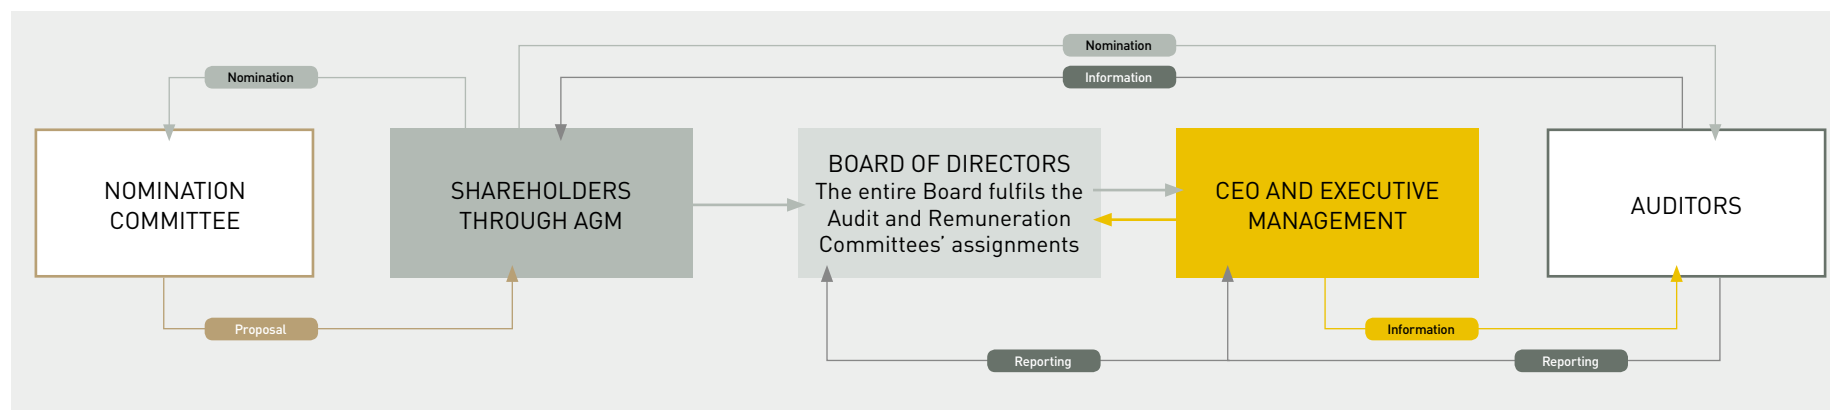 Nomination
Information
Nomination
NOMINATION
COMMITTEE
SHAREHOLDERS
THROUGH AGM
BOARD OF DIRECTORS
The entire Board fulfils the
Audit and Remuneration
Committees’ assignments
CEO AND EXECUTIVE
MANAGEMENT
AUDITORS
Proposal
Information
Reporting
Reporting